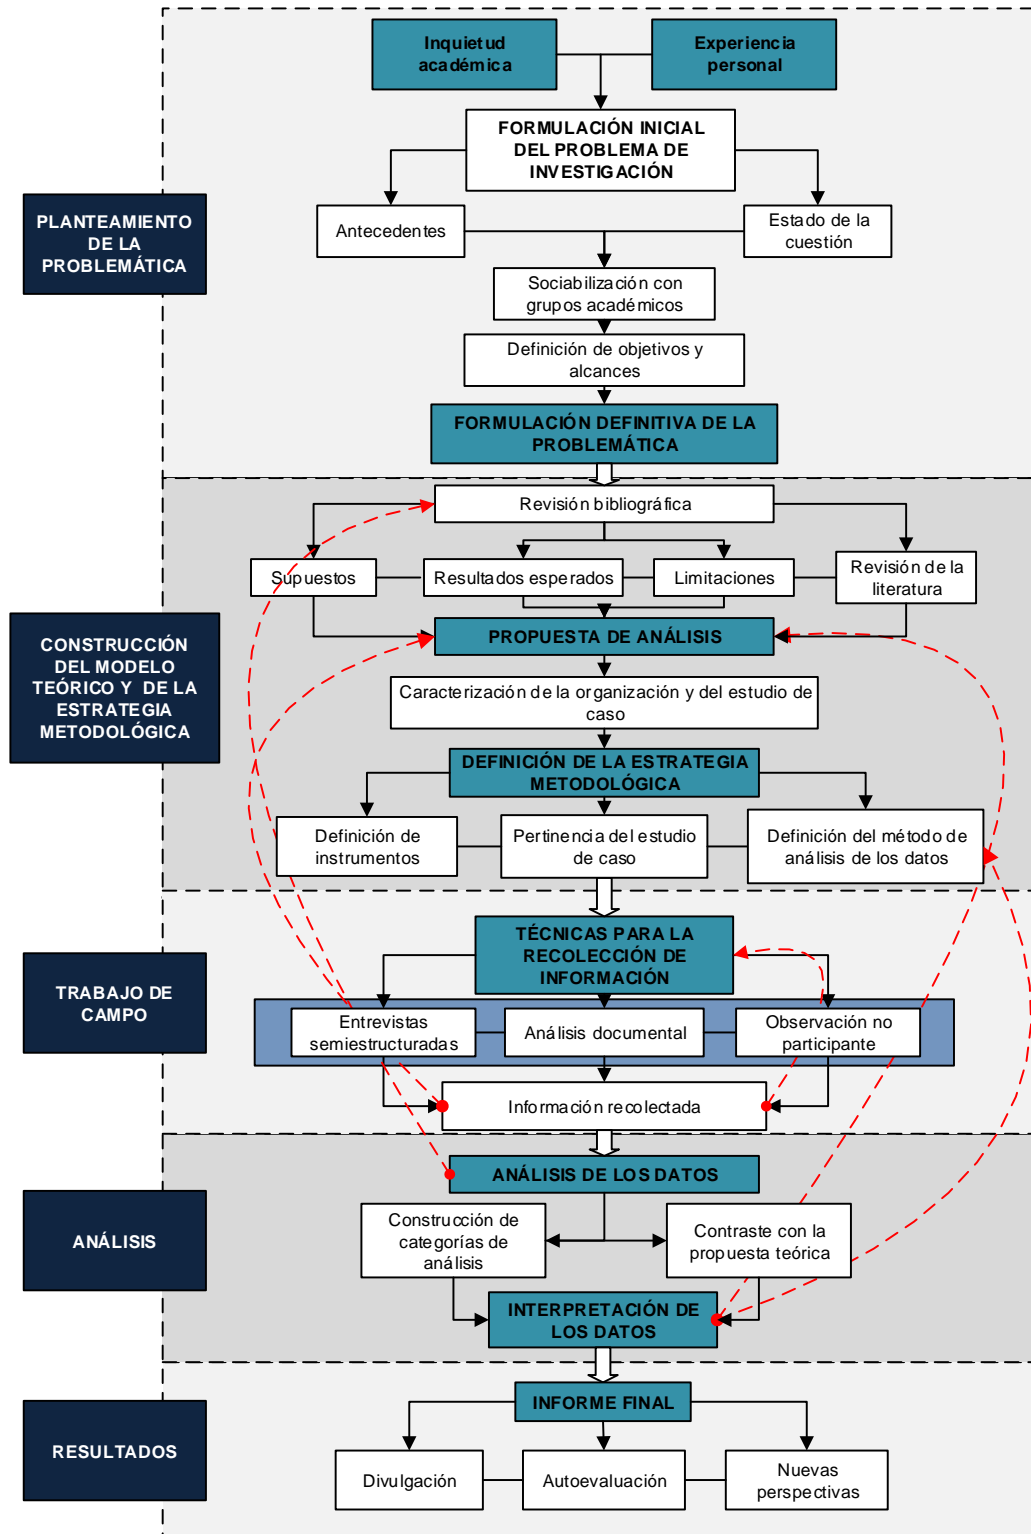 Inquietud
académica
Experiencia
personal
FORMULACIÓN INICIAL
DEL PROBLEMA DE
INVESTIGACIÓN
PLANTEAMIENTO
DE LA
PROBLEMÁTICA
Antecedentes
Estado de la
cuestión
Sociabilización con
grupos académicos
Definición de objetivos y
alcances
FORMULACIÓN DEFINITIVA DE LA
PROBLEMÁTICA
Revisión bibliográfica
Supuestos
Resultados esperados
Limitaciones
Revisión de la
literatura
CONSTRUCCIÓN
DEL MODELO
TEÓRICO Y DE LA
ESTRATEGIA
METODOLÓGICA
PROPUESTA DE ANÁLISIS
Caracterización de la organización y del estudio de
caso
DEFINICIÓN DE LA ESTRATEGIA
METODOLÓGICA
Definición de
instrumentos
Pertinencia del estudio
de caso
Definición del método de
análisis de los datos
TÉCNICAS PARA LA
RECOLECCIÓN DE
INFORMACIÓN
TRABAJO DE
CAMPO
Entrevistas
semiestructuradas
Análisis documental
Observación no
participante
Información recolectada
ANÁLISIS DE LOS DATOS
ANÁLISIS
Construcción de
categorías de
análisis
Contraste con la
propuesta teórica
INTERPRETACIÓN DE
LOS DATOS
INFORME FINAL
RESULTADOS
Divulgación
Autoevaluación
Nuevas
perspectivas